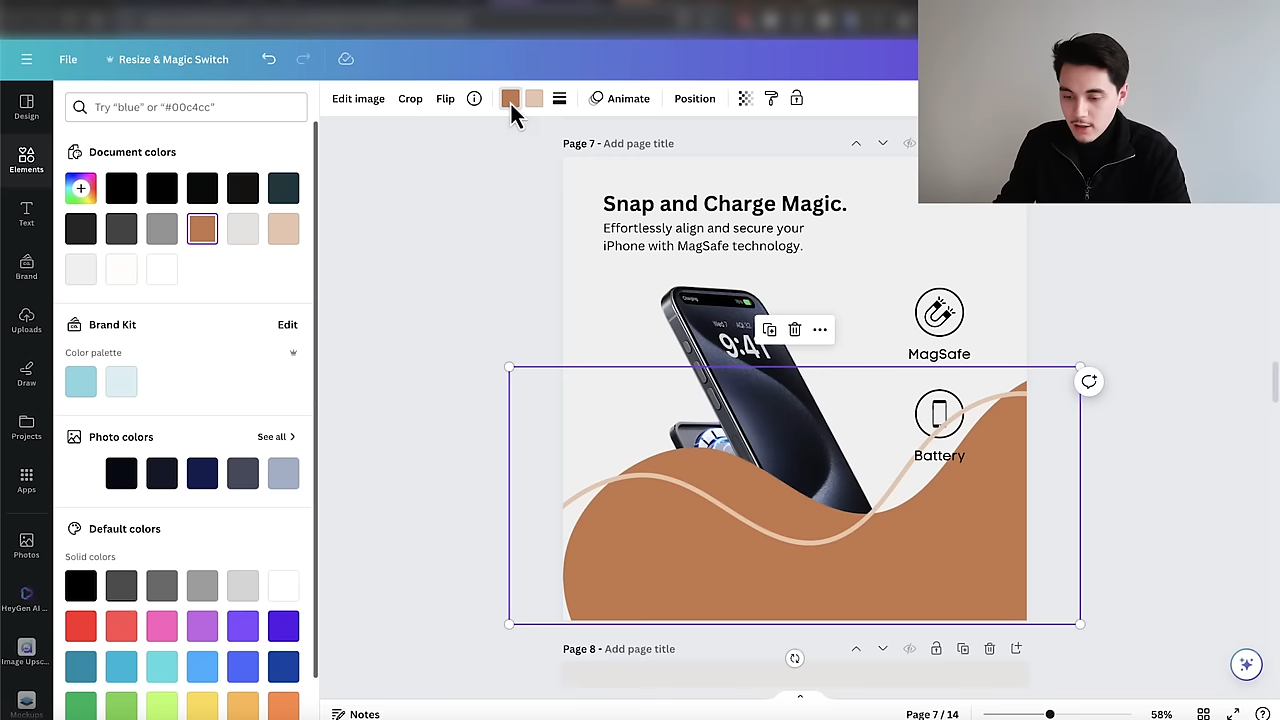 File
Resize & Magic Switch
Design
Elements
Text
Brand
Uploads
Draw
Projects
Apps
Photos
HeyGen AI ...
Image Upsc...
Mockups
Try “blue” or “#00c4cc”
Document colors
Brand Kit
Edit
Color palette
Photo colors
See all
Default colors
Solid colors
Edit image
Crop
Flip
Animate
Position
Page 7 - Add page title
Snap and Charge Magic.
Effortlessly align and secure your
iPhone with MagSafe technology.
Charging
9:41
MagSafe
Battery
Page 8 - Add page title
Notes
Page 7 / 14
58%